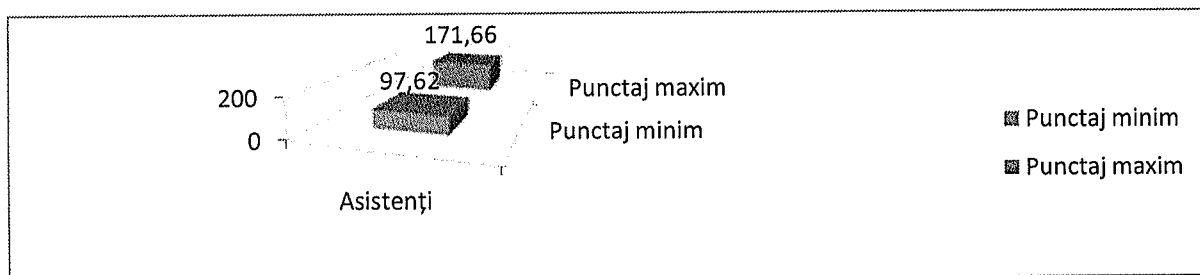 171,66
97,62
200
0
Punctaj maxim
Punctaj minim
Asistenți
Punctaj minim
Punctaj maxim